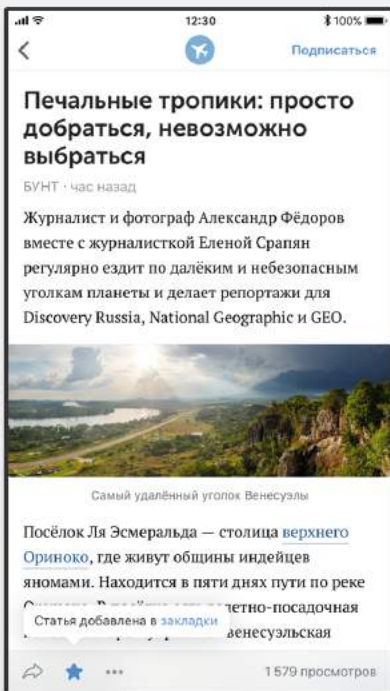 12:30
100%
Подписаться
Печальные тропики: просто
добраться, невозможно
выбраться
БУНТ · час назад
Журналист и фотограф Александр Фёдоров
вместе с журналисткой Еленой Срапян
регулярно ездит по далёким и небезопасным
уголкам планеты и делает репортажи для
Discovery Russia, National Geographic и GEO.
Самый удалённый уголок Венесуэлы
Посёлок Ля Эсмеральда — столица верхнего
Ориноко, где живут общины индейцев
яномами. Находится в пяти днях пути по реке
летно-посадочная
Статья добавлена в закладки
венесуэльская
1 579 просмотров